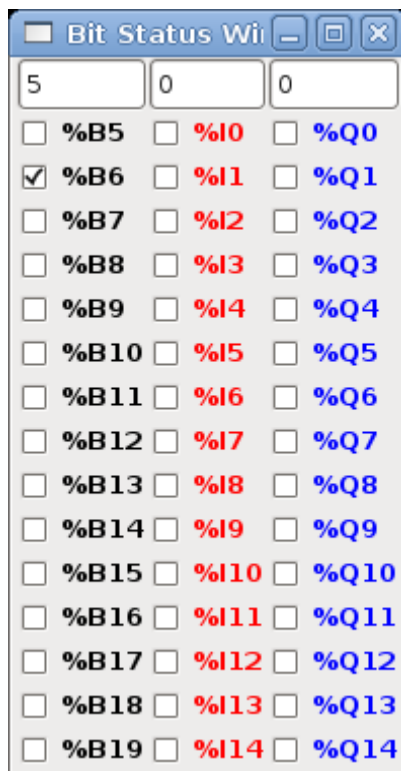 Bit Status Wi
5 0 0
%B5 %I0 %Q0
%B6 %I1 %Q1
%B7 %I2 %Q2
%B8 %I3 %Q3
%B9 %I4 %Q4
%B10 %I5 %Q5
%B11 %I6 %Q6
%B12 %I7 %Q7
%B13 %I8 %Q8
%B14 %I9 %Q9
%B15 %I10 %Q10
%B16 %I11 %Q11
%B17 %I12 %Q12
%B18 %I13 %Q13
%B19 %I14 %Q14